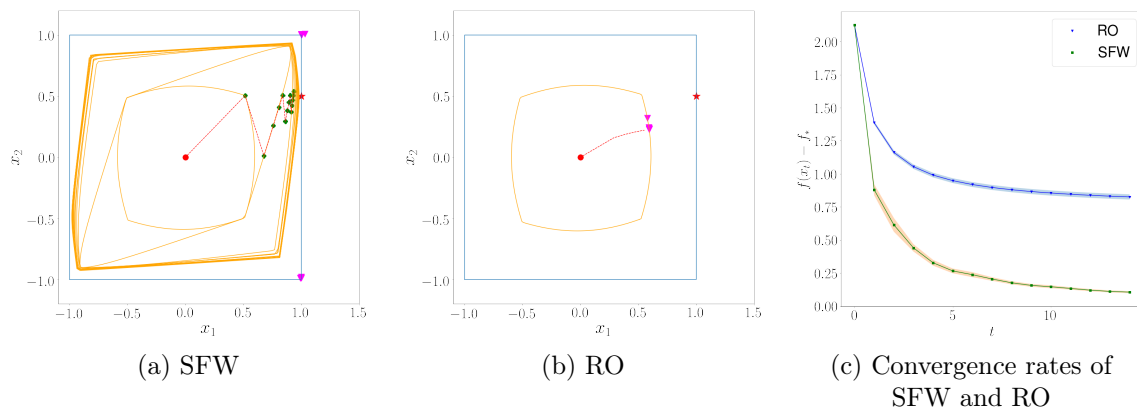 1.0
0.5
0.0
−0.5
−1.0
x₂
−1.0 −0.5 0.0 0.5 1.0 1.5
x₁
(a) SFW
1.0
0.5
0.0
−0.5
−1.0
x₂
−1.0 −0.5 0.0 0.5 1.0 1.5
x₁
(b) RO
RO
SFW
2.00
1.75
1.50
1.25
1.00
0.75
0.50
0.25
0.00
f(xₜ) − f*
0 5 10
t
(c) Convergence rates of
SFW and RO